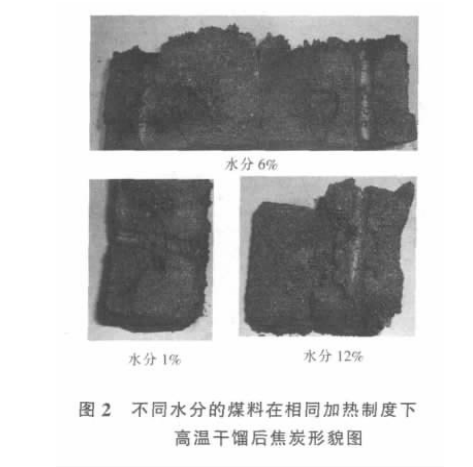 水分 6%
水分 1%
水分 12%
图 2 不同水分的煤料在相同加热制度下
高温干馏后焦炭形貌图